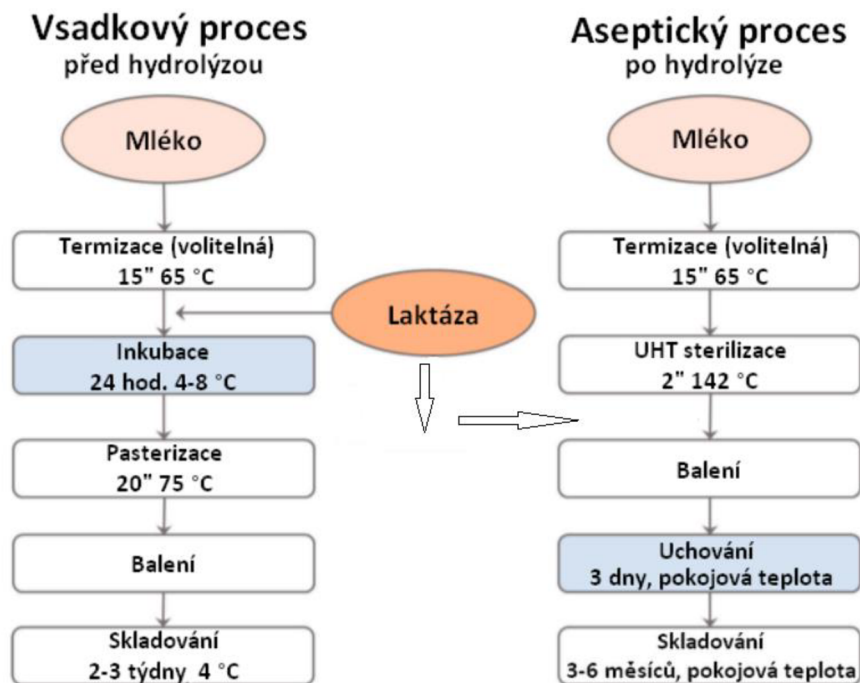 Vsadkový proces
před hydrolýzou
Mléko
Termizace (volitelná)
15" 65 °C
Laktáza
Inkubace
24 hod. 4-8 °C
Pasterizace
20" 75 °C
Balení
Skladování
2-3 týdny, 4 °C
Aseptický proces
po hydrolýze
Mléko
Termizace (volitelná)
15" 65 °C
UHT sterilizace
2" 142 °C
Balení
Uchování
3 dny, pokojová teplota
Skladování
3-6 měsíců, pokojová teplota